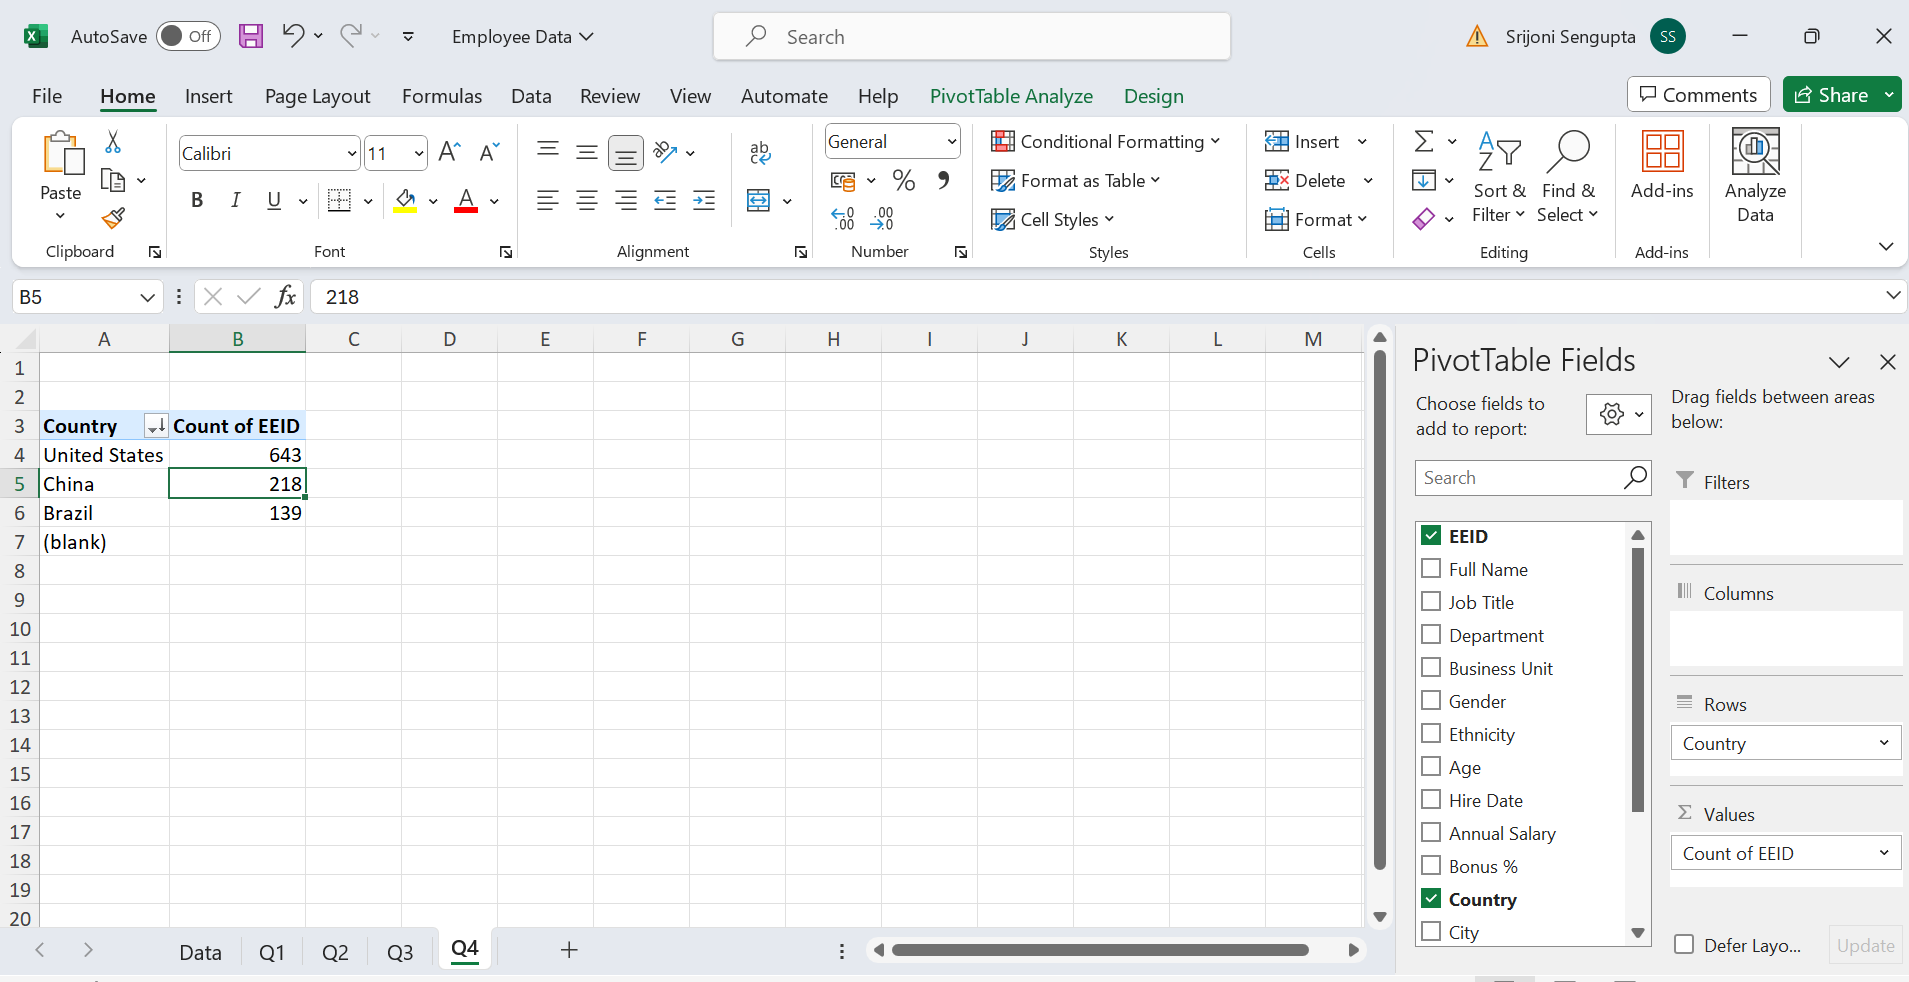 AutoSave Off Employee Data Search Srijoni Sengupta SS
File Home Insert Page Layout Formulas Data Review View Automate Help PivotTable Analyze Design Comments Share
Paste
Clipboard
Calibri 11
B I U A
Font
ab
Alignment
General
% 
Number
Conditional Formatting
Format as Table
Cell Styles
Styles
Insert
Delete
Format
Cells
Sort & Filter
Find & Select
Editing
Add-ins
Add-ins
Analyze Data
B5 fx 218
A B C D E F G H I J K L M
1
2
3 Country Count of EEID
4 United States 643
5 China 218
6 Brazil 139
7 (blank)
8
9
10
11
12
13
14
15
16
17
18
19
20
Data Q1 Q2 Q3 Q4
PivotTable Fields
Choose fields to
add to report:
Search
EEID
Full Name
Job Title
Department
Business Unit
Gender
Ethnicity
Age
Hire Date
Annual Salary
Bonus %
Country
City
Drag fields between areas
below:
Filters
Columns
Rows
Country
Σ Values
Count of EEID
Defer Layo... Update